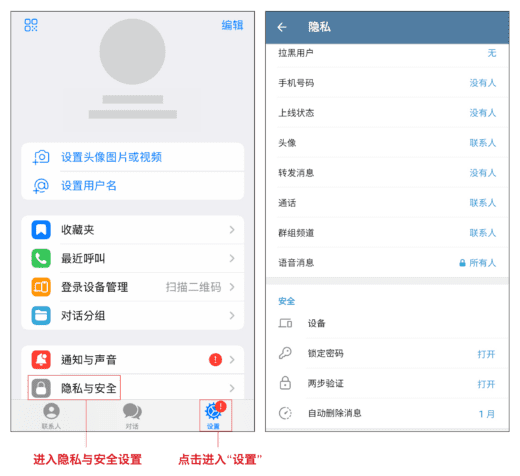 编辑
设置头像图片或视频
设置用户名
收藏夹
最近呼叫
登录设备管理 扫描二维码
对话分组
通知与声音 !
隐私与安全
!
联系人 对话 设置
进入隐私与安全设置 点击进入“设置”
隐私
拉黑用户 无
手机号码 没有人
上线状态 没有人
头像 联系人
转发消息 没有人
通话 联系人
群组频道 联系人
语音消息 所有人
安全
设备
锁定密码 打开
两步验证 打开
自动删除消息 1 月